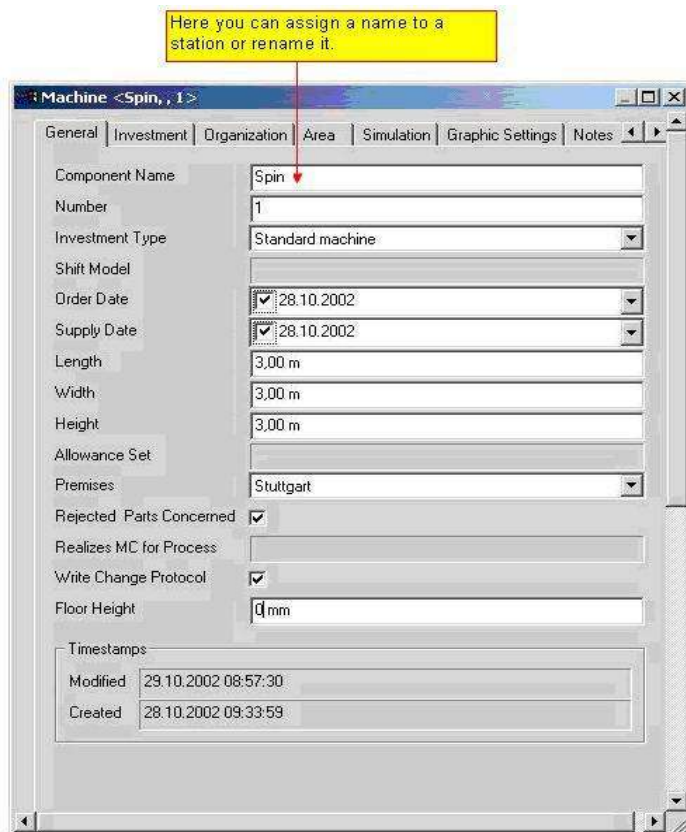 Here you can assign a name to a
station or rename it.
Machine <Spin, , 1>
General Investment Organization Area Simulation Graphic Settings Notes
Component Name Spin
Number 1
Investment Type Standard machine
Shift Model
Order Date 28.10.2002
Supply Date 28.10.2002
Length 3,00 m
Width 3,00 m
Height 3,00 m
Allowance Set
Premises Stuttgart
Rejected Parts Concerned
Realizes MC for Process
Write Change Protocol
Floor Height 0 mm
Timestamps
Modified 29.10.2002 08:57:30
Created 28.10.2002 09:33:59